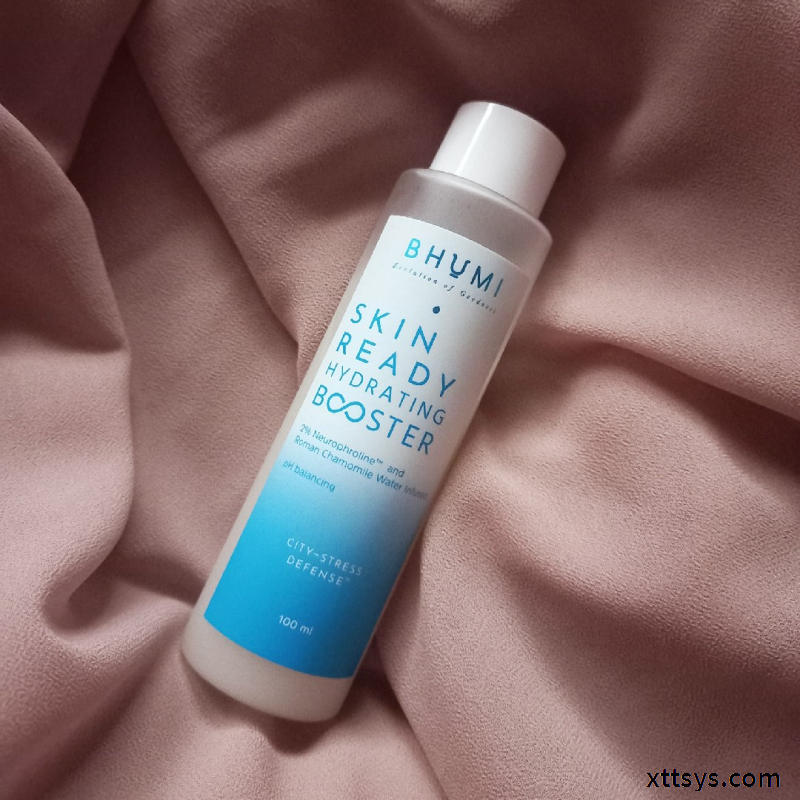 BHUMI
Evolution of Goodness
SKIN
READY
HYDRATING
BOOSTER
2% Neurophroline™ and
Roman Chamomile Water Infusion
pH balancing
CITY-STRESS
DEFENSE™
100 ml
xttsys.com